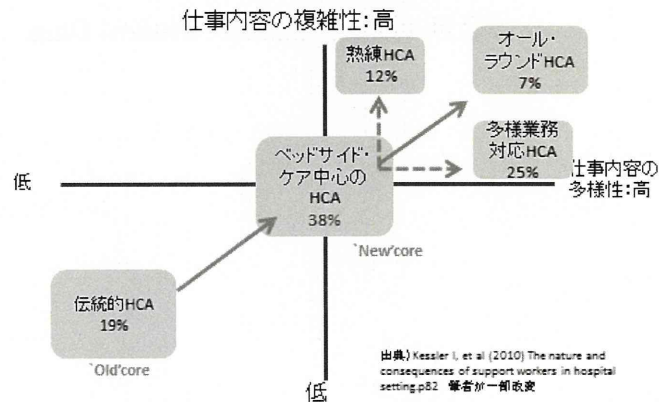 仕事内容の複雑性：高
熟練HCA
12%
オール・
ラウンドHCA
7%
多様業務
対応HCA
25%
ベッドサイド・
ケア中心の
HCA
38%
低
仕事内容の
多様性：高
`New'core
伝統的HCA
19%
`Old'core
低
出典）Kessler I, et al (2010) The nature and
consequences of support workers in hospital
setting.p82　筆者が一部改変